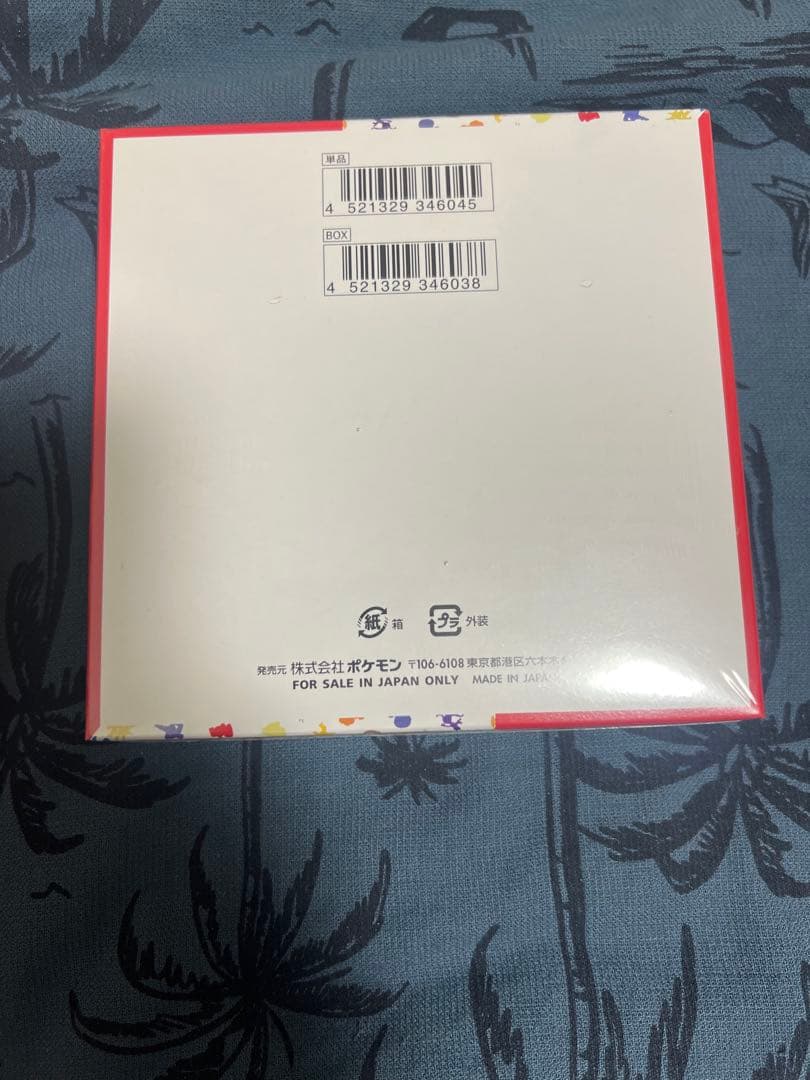 単品
4 521329 346045
BOX
4 521329 346038
紙 箱
プラ 外装
発売元 株式会社 ポケモン 〒106-6108 東京都港区六本木
FOR SALE IN JAPAN ONLY MADE IN JAPAN